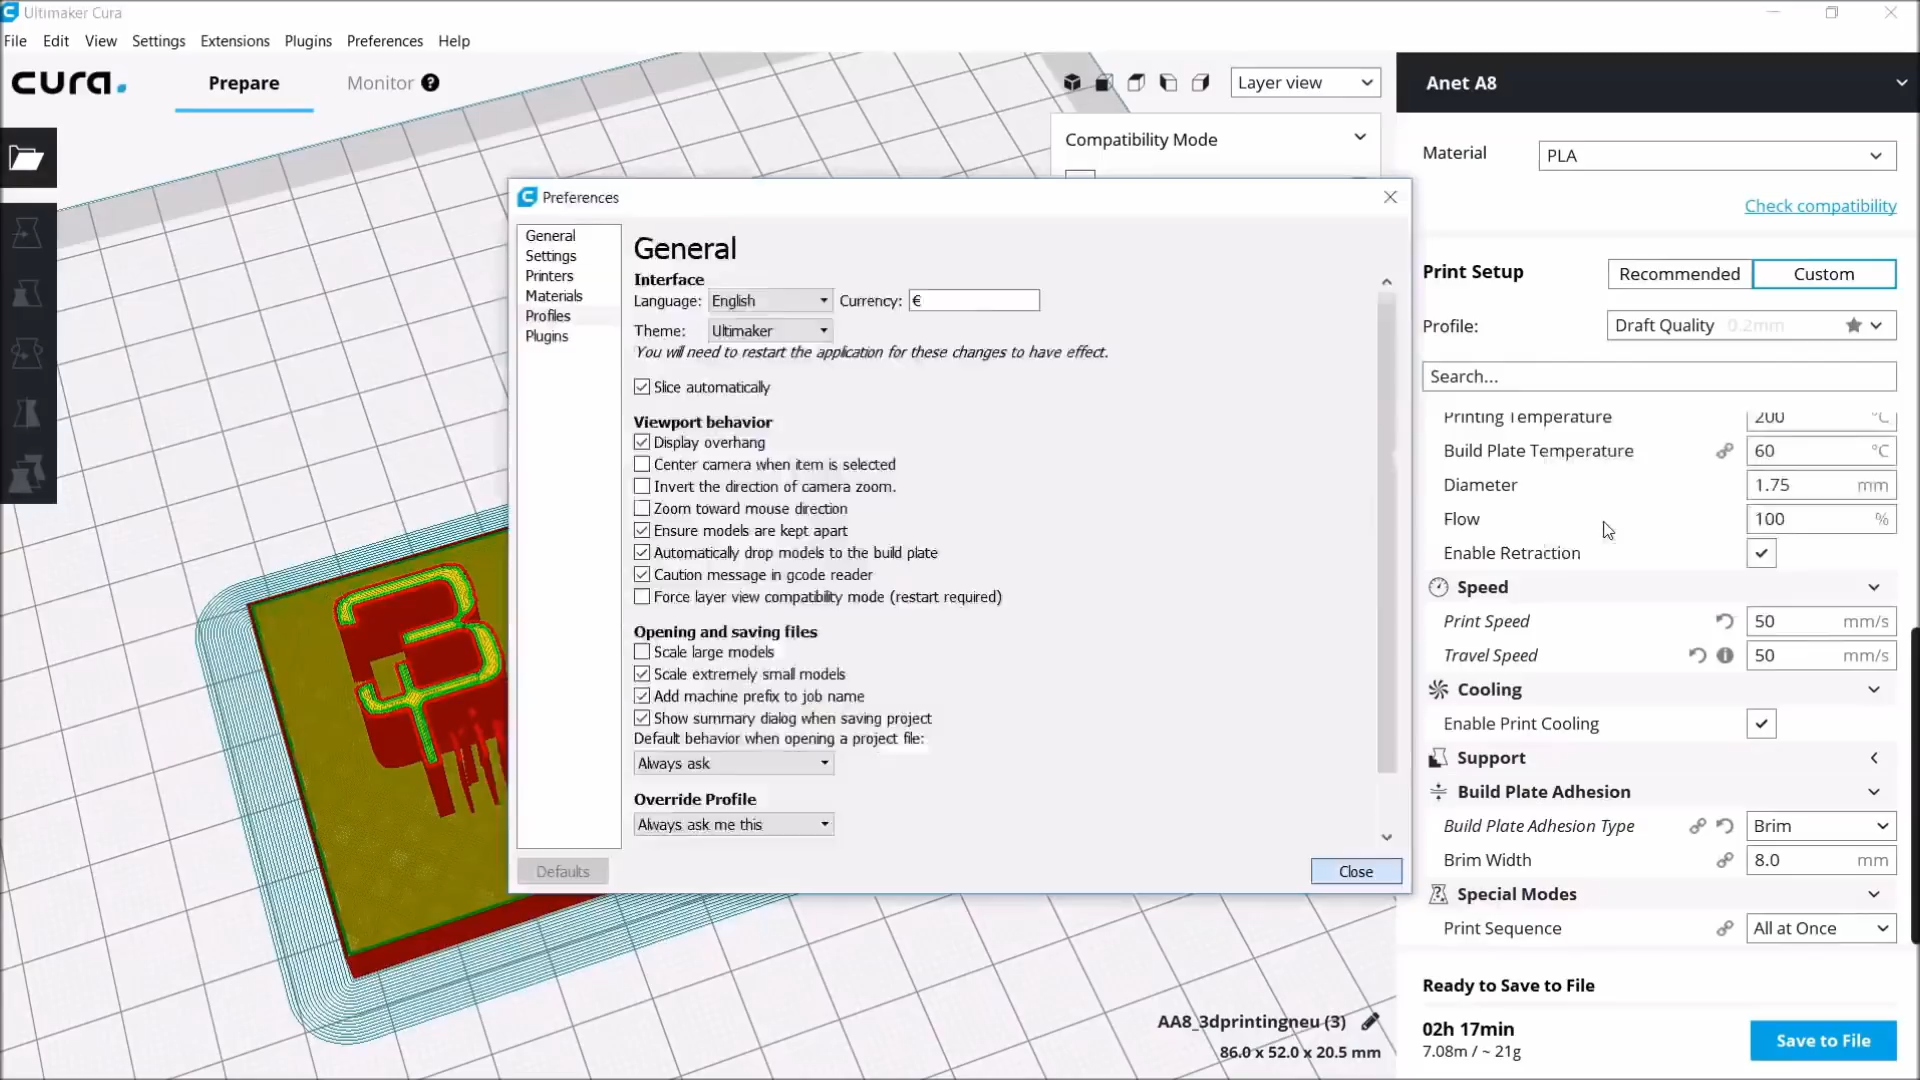 Ultimaker Cura
File Edit View Settings Extensions Plugins Preferences Help
cura.
Prepare
Monitor ?
Layer view
Compatibility Mode
Anet A8
Material PLA
Check compatibility
Print Setup Recommended Custom
Profile: Draft Quality 0.2mm
Search...
Printing Temperature 200 °C
Build Plate Temperature 60 °C
Diameter 1.75 mm
Flow 100 %
Enable Retraction
Speed
Print Speed 50 mm/s
Travel Speed 50 mm/s
Cooling
Enable Print Cooling
Support
Build Plate Adhesion
Build Plate Adhesion Type Brim
Brim Width 8.0 mm
Special Modes
Print Sequence All at Once
Ready to Save to File
02h 17min
7.08m / ~ 21g
Save to File
Preferences
General
Settings
Printers
Materials
Profiles
Plugins
General
Interface
Language: English Currency: €
Theme: Ultimaker
You will need to restart the application for these changes to have effect.
Slice automatically
Viewport behavior
Display overhang
Center camera when item is selected
Invert the direction of camera zoom.
Zoom toward mouse direction
Ensure models are kept apart
Automatically drop models to the build plate
Caution message in gcode reader
Force layer view compatibility mode (restart required)
Opening and saving files
Scale large models
Scale extremely small models
Add machine prefix to job name
Show summary dialog when saving project
Default behavior when opening a project file:
Always ask
Override Profile
Always ask me this
Defaults
Close
AA8_3dprintingneu (3)
86.0 x 52.0 x 20.5 mm